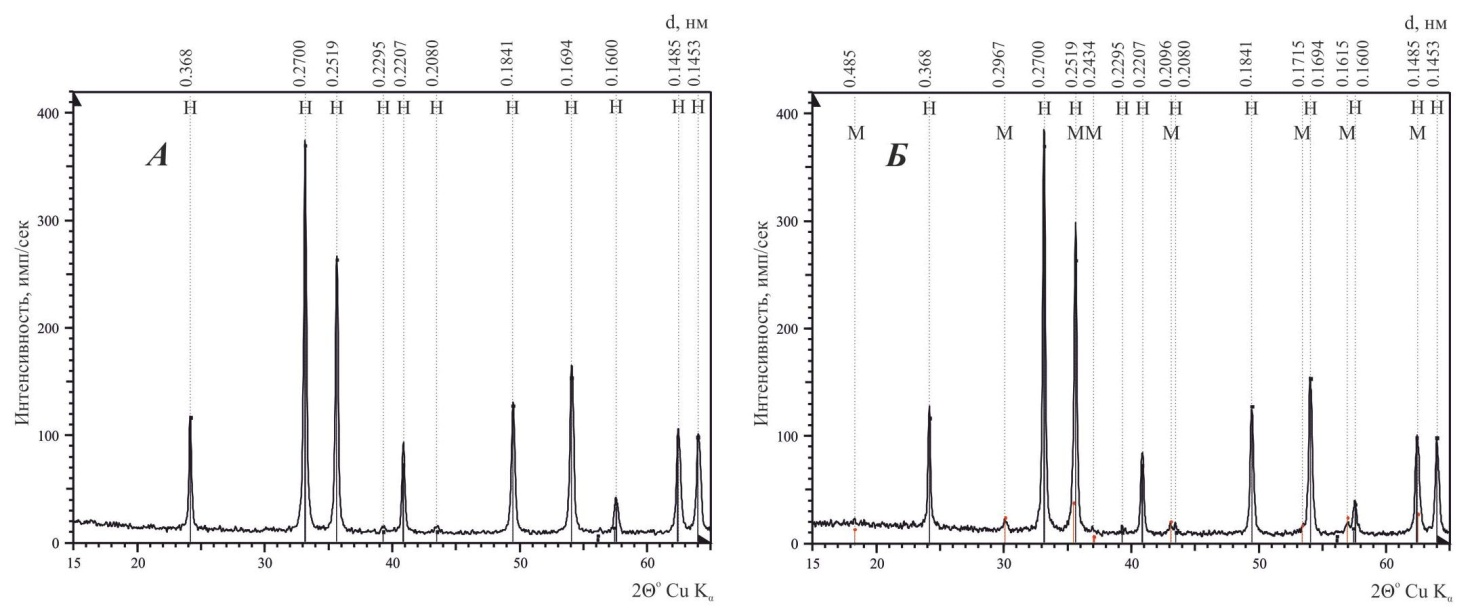 d, нм
0.368 0.2700 0.2519 0.2295 0.2207 0.2080 0.1841 0.1694 0.1600 0.1485 0.1453
H H H H H H H H H H H
А
Интенсивность, имп/сек
400
300
200
100
0
15 20 30 40 50 60
2Θ° Cu Kα
d, нм
0.485 0.368 0.2967 0.2700 0.2519 0.2434 0.2295 0.2207 0.2096 0.2080 0.1841 0.1715 0.1694 0.1615 0.1600 0.1485 0.1453
H H H H H H H H H H H
M M M M M M M M
Б
Интенсивность, имп/сек
400
300
200
100
0
15 20 30 40 50 60
2Θ° Cu Kα